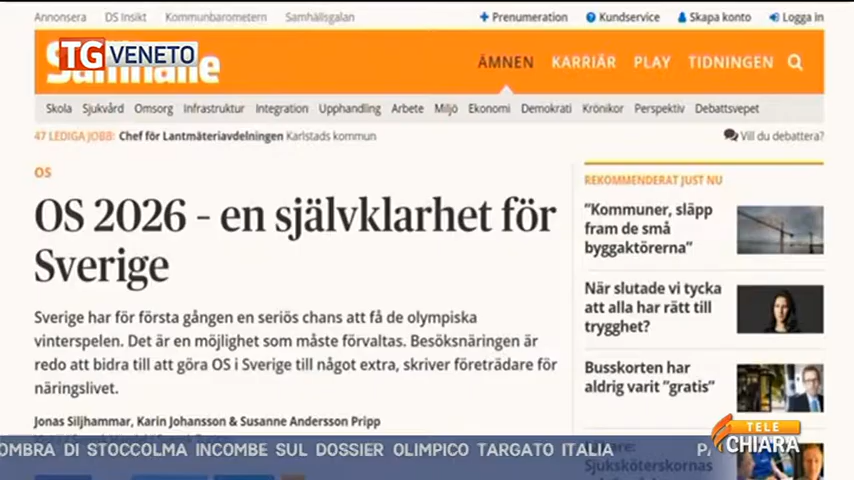 Annonsera DS Insikt Kommunbarometern Samhällsgalan
Prenumeration Kundservice Skapa konto Logga in
TG VENETO
ÄMNEN KARRIÄR PLAY TIDNINGEN
Skola Sjukvård Omsorg Infrastruktur Integration Upphandling Arbete Miljö Ekonomi Demokrati Krönikor Perspektiv Debattsvepet
47 LEDIGA JOBB: Chef för Lantmäteriavdelningen Karlstads kommun
Vill du debattera?
OS
OS 2026 - en självklarhet för
Sverige
Sverige har för första gången en seriös chans att få de olympiska
vinterspelen. Det är en möjlighet som måste förvaltas. Besöksnäringen är
redo att bidra till att göra OS i Sverige till något extra, skriver företrädare för
näringslivet.
Jonas Siljhammar, Karin Johansson & Susanne Andersson Pripp
REKOMMENDERAT JUST NU
”Kommuner, släpp
fram de små
byggaktörerna”
När slutade vi tycka
att alla har rätt till
trygghet?
Busskorten har
aldrig varit ”gratis”
Sjuksköterskornas
TELE
CHIARA
OMBRA DI STOCCOLMA INCOMBE SUL DOSSIER OLIMPICO TARGATO ITALIA